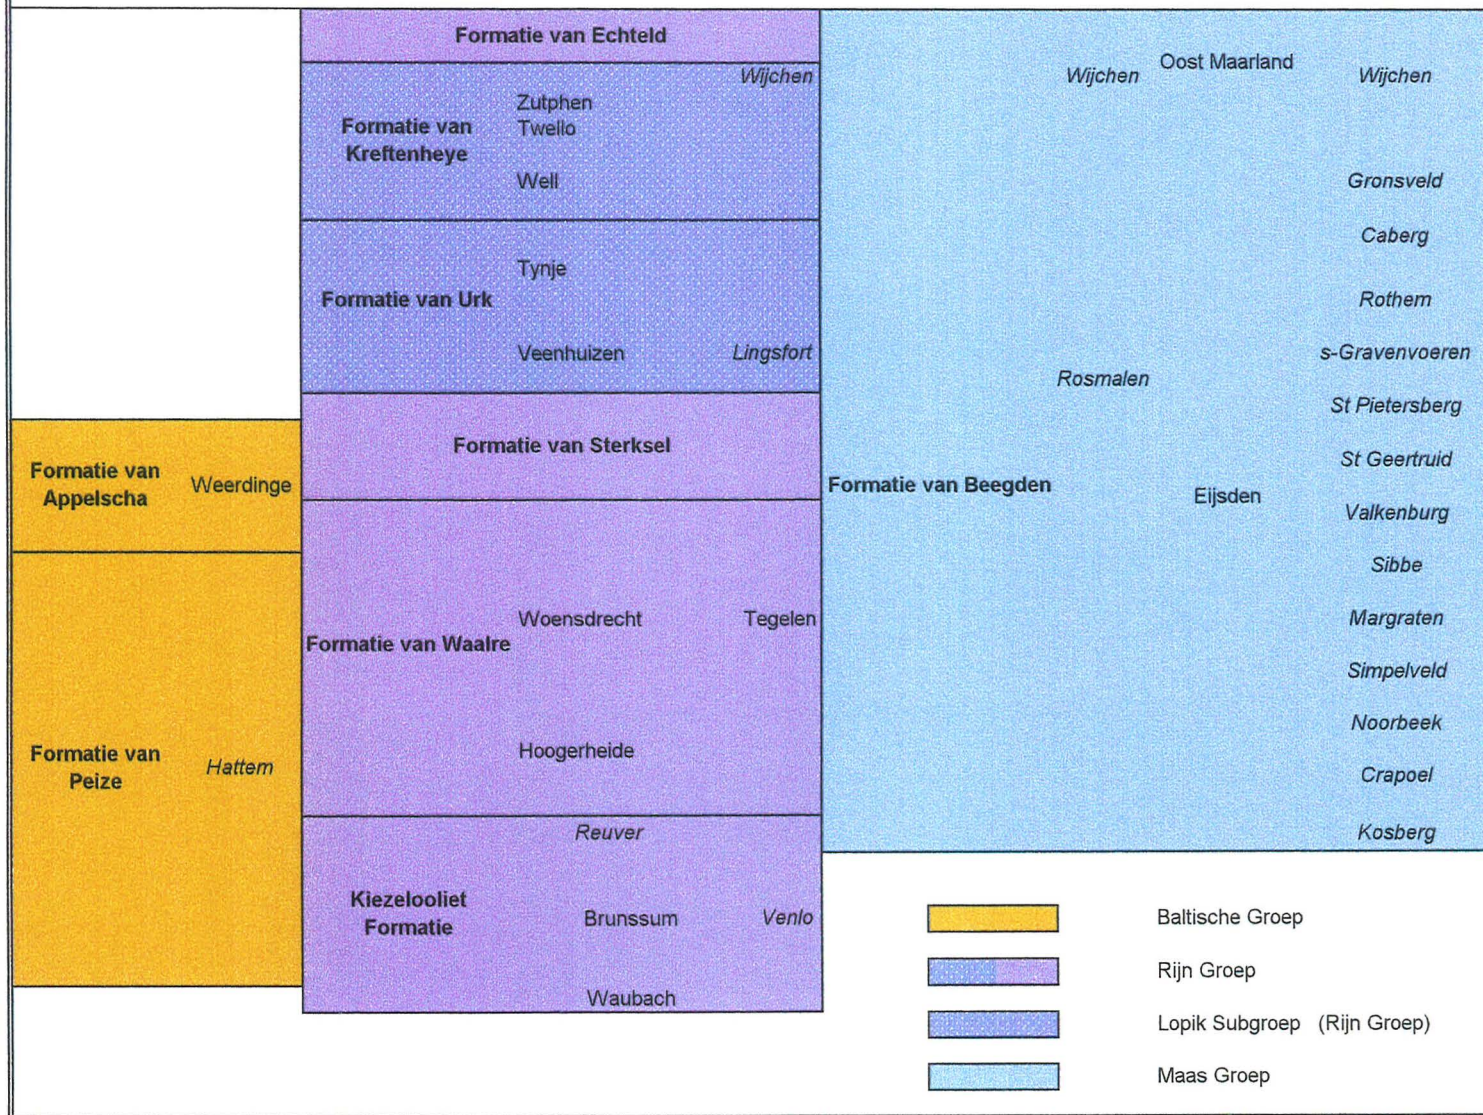 Formatie van Echteld
Wijchen
Zutphen
Formatie van Kreftenheye
Twello
Well
Tynje
Formatie van Urk
Veenhuizen
Lingsfort
Formatie van Sterksel
Formatie van Appelscha
Weerdinge
Woensdrecht
Tegelen
Formatie van Waalre
Hoogerheide
Formatie van Peize
Hattem
Reuver
Kiezelooliet Formatie
Brunssum
Venlo
Waubach
Formatie van Beegden
Wijchen
Rosmalen
Oost Maarland
Eijsden
Wijchen
Gronsveld
Caberg
Rothem
s-Gravenvoeren
St Pietersberg
St Geertruid
Valkenburg
Sibbe
Margraten
Simpelveld
Noorbeek
Crapoel
Kosberg
Baltische Groep
Rijn Groep
Lopik Subgroep (Rijn Groep)
Maas Groep